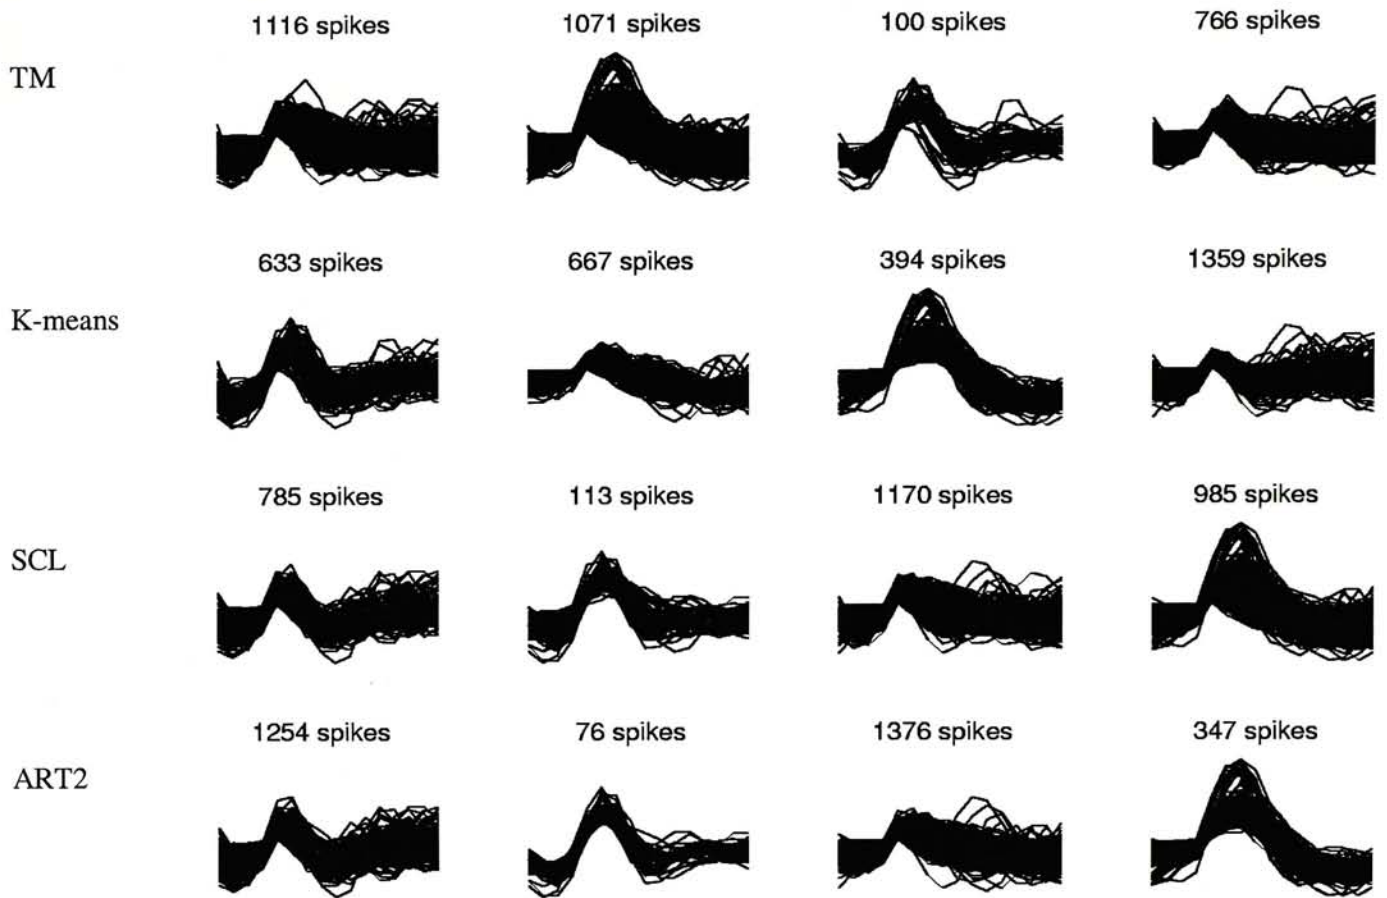 1116 spikes 1071 spikes 100 spikes 766 spikes
TM
633 spikes 667 spikes 394 spikes 1359 spikes
K-means
785 spikes 113 spikes 1170 spikes 985 spikes
SCL
1254 spikes 76 spikes 1376 spikes 347 spikes
ART2